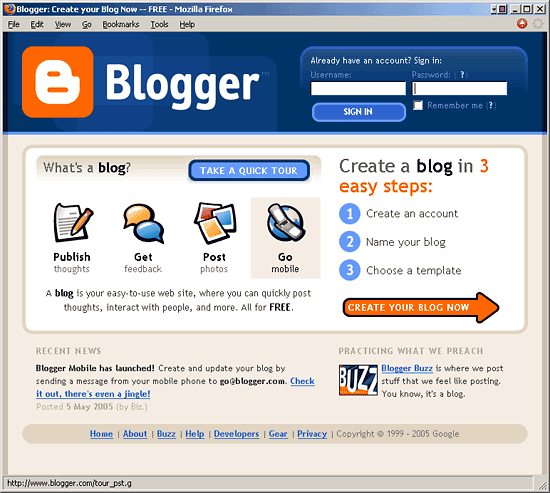 Blogger: Create your Blog Now -- FREE - Mozilla Firefox
File Edit View Go Bookmarks Tools Help
Blogger™
Already have an account? Sign in:
Username: Password: ( ? )
SIGN IN
Remember me (?)
What's a blog?
TAKE A QUICK TOUR
Publish
thoughts
Get
feedback
Post
photos
Go
mobile
A blog is your easy-to-use web site, where you can quickly post
thoughts, interact with people, and more. All for FREE.
Create a blog in 3
easy steps:
1 Create an account
2 Name your blog
3 Choose a template
CREATE YOUR BLOG NOW
RECENT NEWS
Blogger Mobile has launched! Create and update your blog by
sending a message from your mobile phone to go@blogger.com. Check
it out, there's even a jingle!
Posted 5 May 2005 (by Biz.)
PRACTICING WHAT WE PREACH
BUZZ
Blogger Buzz is where we post
stuff that we feel like posting.
You know, it's a blog.
Home | About | Buzz | Help | Developers | Gear | Privacy | Copyright © 1999 - 2005 Google
http://www.blogger.com/tour_pst.g